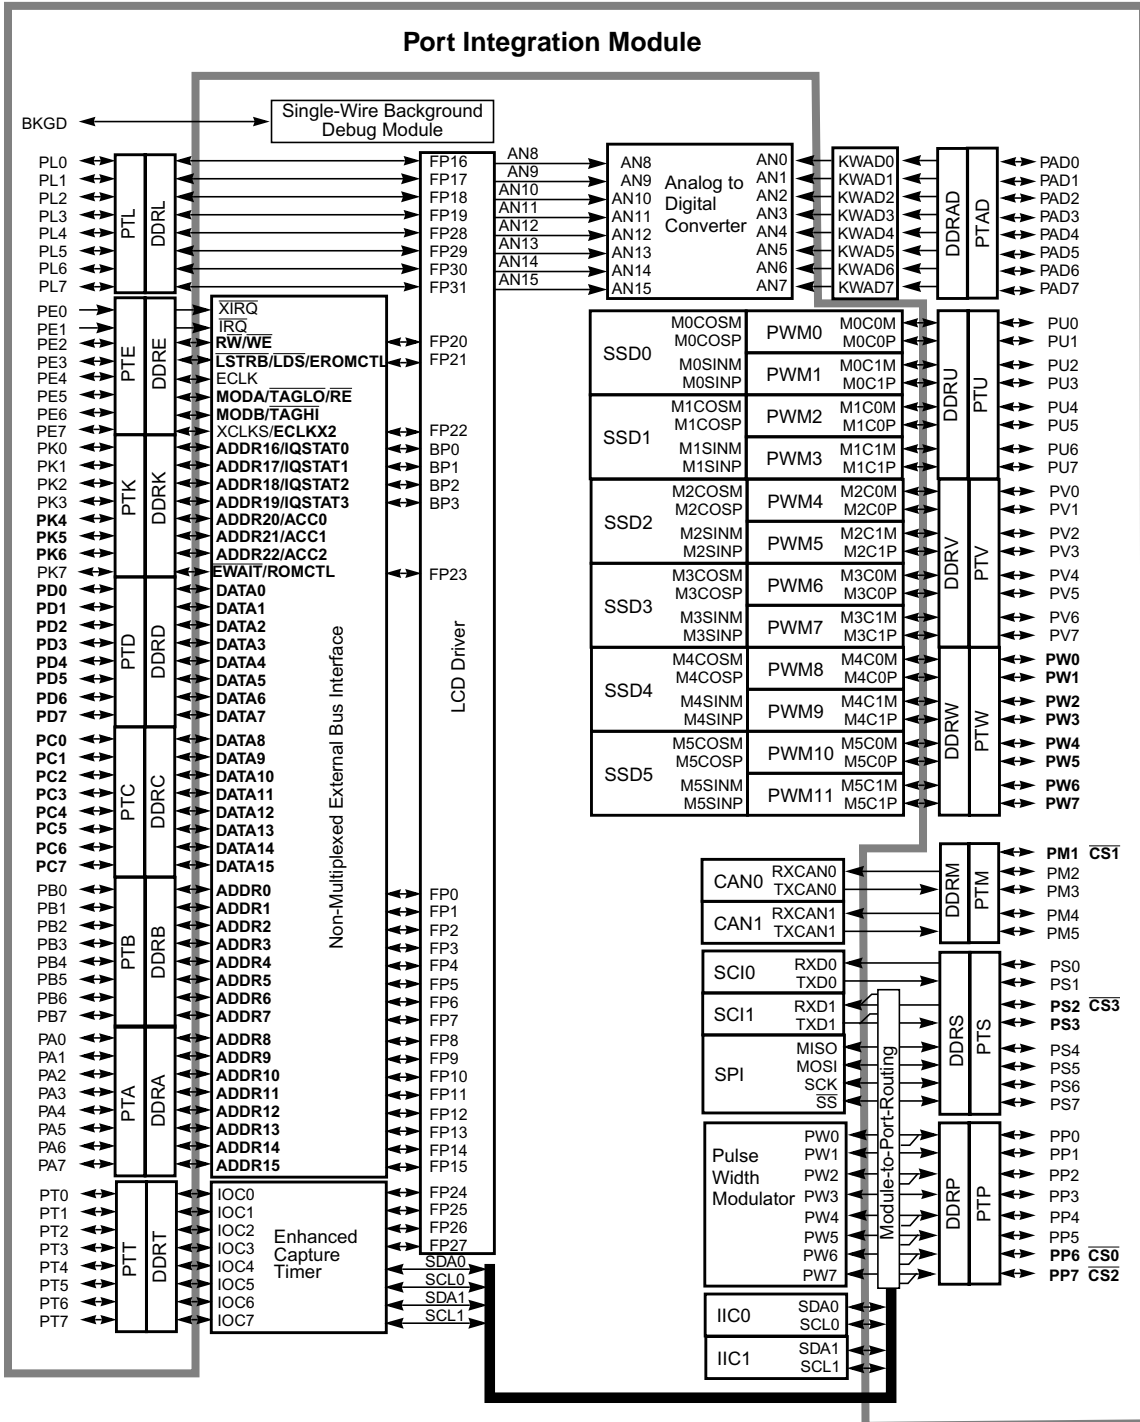 Port Integration Module
BKGD
Single-Wire Background
Debug Module
PL0
PL1
PL2
PL3
PL4
PL5
PL6
PL7
PTL
DDRL
FP16
FP17
FP18
FP19
FP28
FP29
FP30
FP31
AN8
AN9
AN10
AN11
AN12
AN13
AN14
AN15
AN8
AN9
AN10
AN11
AN12
AN13
AN14
AN15
Analog to
Digital
Converter
AN0
AN1
AN2
AN3
AN4
AN5
AN6
AN7
KWAD0
KWAD1
KWAD2
KWAD3
KWAD4
KWAD5
KWAD6
KWAD7
DDRAD
PTAD
PAD0
PAD1
PAD2
PAD3
PAD4
PAD5
PAD6
PAD7
PE0
PE1
PE2
PE3
PE4
PE5
PE6
PE7
PTE
DDRE
XIRQ
IRQ
RW/WE
LSTRB/LDS/EROMCTL
ECLK
MODA/TAGLO/RE
MODB/TAGHI
XCLKS/ECLKX2
FP20
FP21
FP22
PK0
PK1
PK2
PK3
PK4
PK5
PK6
PK7
PTK
DDRK
ADDR16/IQSTAT0
ADDR17/IQSTAT1
ADDR18/IQSTAT2
ADDR19/IQSTAT3
ADDR20/ACC0
ADDR21/ACC1
ADDR22/ACC2
EWAIT/ROMCTL
BP0
BP1
BP2
BP3
FP23
PD0
PD1
PD2
PD3
PD4
PD5
PD6
PD7
PTD
DDRD
DATA0
DATA1
DATA2
DATA3
DATA4
DATA5
DATA6
DATA7
PC0
PC1
PC2
PC3
PC4
PC5
PC6
PC7
PTC
DDRC
DATA8
DATA9
DATA10
DATA11
DATA12
DATA13
DATA14
DATA15
Non-Multiplexed External Bus Interface
LCD Driver
PB0
PB1
PB2
PB3
PB4
PB5
PB6
PB7
PTB
DDRB
ADDR0
ADDR1
ADDR2
ADDR3
ADDR4
ADDR5
ADDR6
ADDR7
FP0
FP1
FP2
FP3
FP4
FP5
FP6
FP7
PA0
PA1
PA2
PA3
PA4
PA5
PA6
PA7
PTA
DDRA
ADDR8
ADDR9
ADDR10
ADDR11
ADDR12
ADDR13
ADDR14
ADDR15
FP8
FP9
FP10
FP11
FP12
FP13
FP14
FP15
PT0
PT1
PT2
PT3
PT4
PT5
PT6
PT7
PTT
DDRT
IOC0
IOC1
IOC2
IOC3
IOC4
IOC5
IOC6
IOC7
Enhanced
Capture
Timer
FP24
FP25
FP26
FP27
SDA0
SCL0
SDA1
SCL1
SSD0
M0COSM
M0COSP
M0SINM
M0SINP
PWM0
M0C0M
M0C0P
PWM1
M0C1M
M0C1P
SSD1
M1COSM
M1COSP
M1SINM
M1SINP
PWM2
M1C0M
M1C0P
PWM3
M1C1M
M1C1P
DDRU
PTU
PU0
PU1
PU2
PU3
PU4
PU5
PU6
PU7
SSD2
M2COSM
M2COSP
M2SINM
M2SINP
PWM4
M2C0M
M2C0P
PWM5
M2C1M
M2C1P
SSD3
M3COSM
M3COSP
M3SINM
M3SINP
PWM6
M3C0M
M3C0P
PWM7
M3C1M
M3C1P
DDRV
PTV
PV0
PV1
PV2
PV3
PV4
PV5
PV6
PV7
SSD4
M4COSM
M4COSP
M4SINM
M4SINP
PWM8
M4C0M
M4C0P
PWM9
M4C1M
M4C1P
SSD5
M5COSM
M5COSP
M5SINM
M5SINP
PWM10
M5C0M
M5C0P
PWM11
M5C1M
M5C1P
DDRW
PTW
PW0
PW1
PW2
PW3
PW4
PW5
PW6
PW7
CAN0
RXCAN0
TXCAN0
CAN1
RXCAN1
TXCAN1
DDRM
PTM
PM1 CS1
PM2
PM3
PM4
PM5
SCI0
RXD0
TXD0
SCI1
RXD1
TXD1
SPI
MISO
MOSI
SCK
SS
Module-to-Port-Routing
DDRS
PTS
PS0
PS1
PS2 CS3
PS3
PS4
PS5
PS6
PS7
Pulse
Width
Modulator
PW0
PW1
PW2
PW3
PW4
PW5
PW6
PW7
DDRP
PTP
PP0
PP1
PP2
PP3
PP4
PP5
PP6 CS0
PP7 CS2
IIC0
SDA0
SCL0
IIC1
SDA1
SCL1